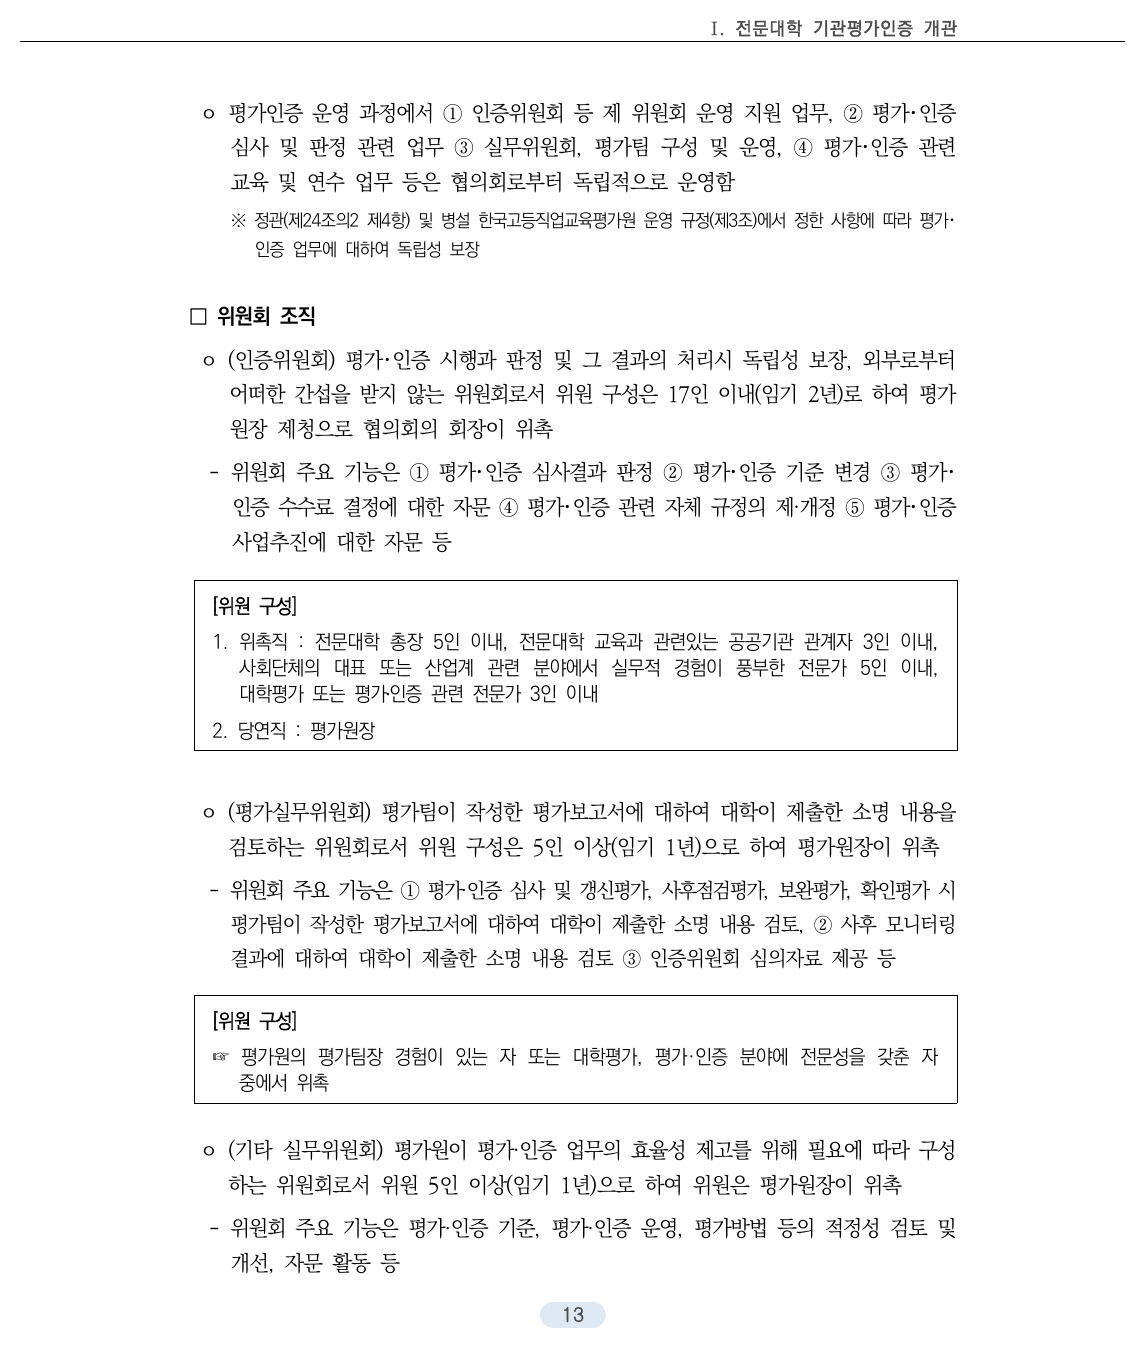 Ⅰ. 전문대학 기관평가인증 개관
ㅇ 평가인증 운영 과정에서 ① 인증위원회 등 제 위원회 운영 지원 업무, ② 평가·인증
심사 및 판정 관련 업무 ③ 실무위원회, 평가팀 구성 및 운영, ④ 평가·인증 관련
교육 및 연수 업무 등은 협의회로부터 독립적으로 운영함
※ 정관(제24조의2 제4항) 및 병설 한국고등직업교육평가원 운영 규정(제3조)에서 정한 사항에 따라 평가·
인증 업무에 대하여 독립성 보장
□ 위원회 조직
ㅇ (인증위원회) 평가·인증 시행과 판정 및 그 결과의 처리시 독립성 보장, 외부로부터
어떠한 간섭을 받지 않는 위원회로서 위원 구성은 17인 이내(임기 2년)로 하여 평가
원장 제청으로 협의회의 회장이 위촉
- 위원회 주요 기능은 ① 평가·인증 심사결과 판정 ② 평가·인증 기준 변경 ③ 평가·
인증 수수료 결정에 대한 자문 ④ 평가·인증 관련 자체 규정의 제·개정 ⑤ 평가·인증
사업추진에 대한 자문 등
[위원 구성]
1. 위촉직 : 전문대학 총장 5인 이내, 전문대학 교육과 관련있는 공공기관 관계자 3인 이내,
사회단체의 대표 또는 산업계 관련 분야에서 실무적 경험이 풍부한 전문가 5인 이내,
대학평가 또는 평가·인증 관련 전문가 3인 이내
2. 당연직 : 평가원장
ㅇ (평가실무위원회) 평가팀이 작성한 평가보고서에 대하여 대학이 제출한 소명 내용을
검토하는 위원회로서 위원 구성은 5인 이상(임기 1년)으로 하여 평가원장이 위촉
- 위원회 주요 기능은 ① 평가·인증 심사 및 갱신평가, 사후점검평가, 보완평가, 확인평가 시
평가팀이 작성한 평가보고서에 대하여 대학이 제출한 소명 내용 검토, ② 사후 모니터링
결과에 대하여 대학이 제출한 소명 내용 검토 ③ 인증위원회 심의자료 제공 등
[위원 구성]
☞ 평가원의 평가팀장 경험이 있는 자 또는 대학평가, 평가·인증 분야에 전문성을 갖춘 자
중에서 위촉
ㅇ (기타 실무위원회) 평가원이 평가·인증 업무의 효율성 제고를 위해 필요에 따라 구성
하는 위원회로서 위원 5인 이상(임기 1년)으로 하여 위원은 평가원장이 위촉
- 위원회 주요 기능은 평가·인증 기준, 평가·인증 운영, 평가방법 등의 적정성 검토 및
개선, 자문 활동 등
13